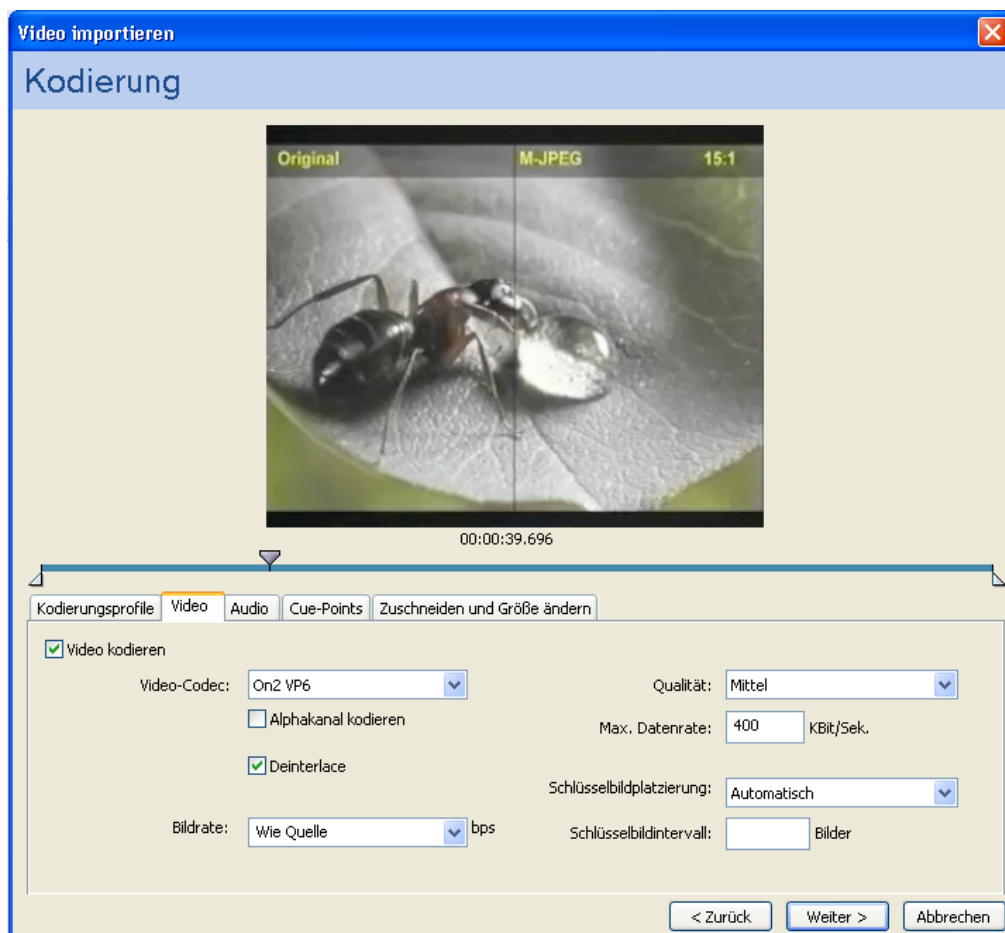 Video importieren
Kodierung
Original M-JPEG 15:1
00:00:39.696
Kodierungsprofile Video Audio Cue-Points Zuschneiden und Größe ändern
Video kodieren
Video-Codec: On2 VP6 Qualität: Mittel
Alphakanal kodieren Max. Datenrate: 400 KBit/Sek.
Deinterlace
Schlüsselbildplatzierung: Automatisch
Bildrate: Wie Quelle bps Schlüsselbildintervall: Bilder
< Zurück Weiter > Abbrechen